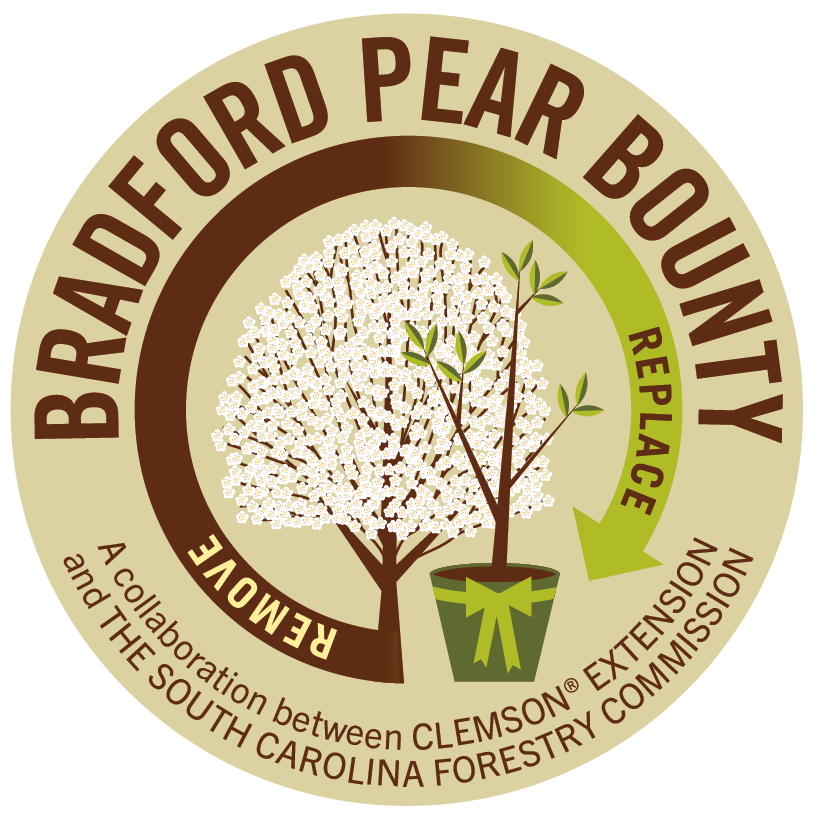 BRADFORD PEAR BOUNTY
REMOVE
REPLACE
A collaboration between CLEMSON® EXTENSION
and THE SOUTH CAROLINA FORESTRY COMMISSION